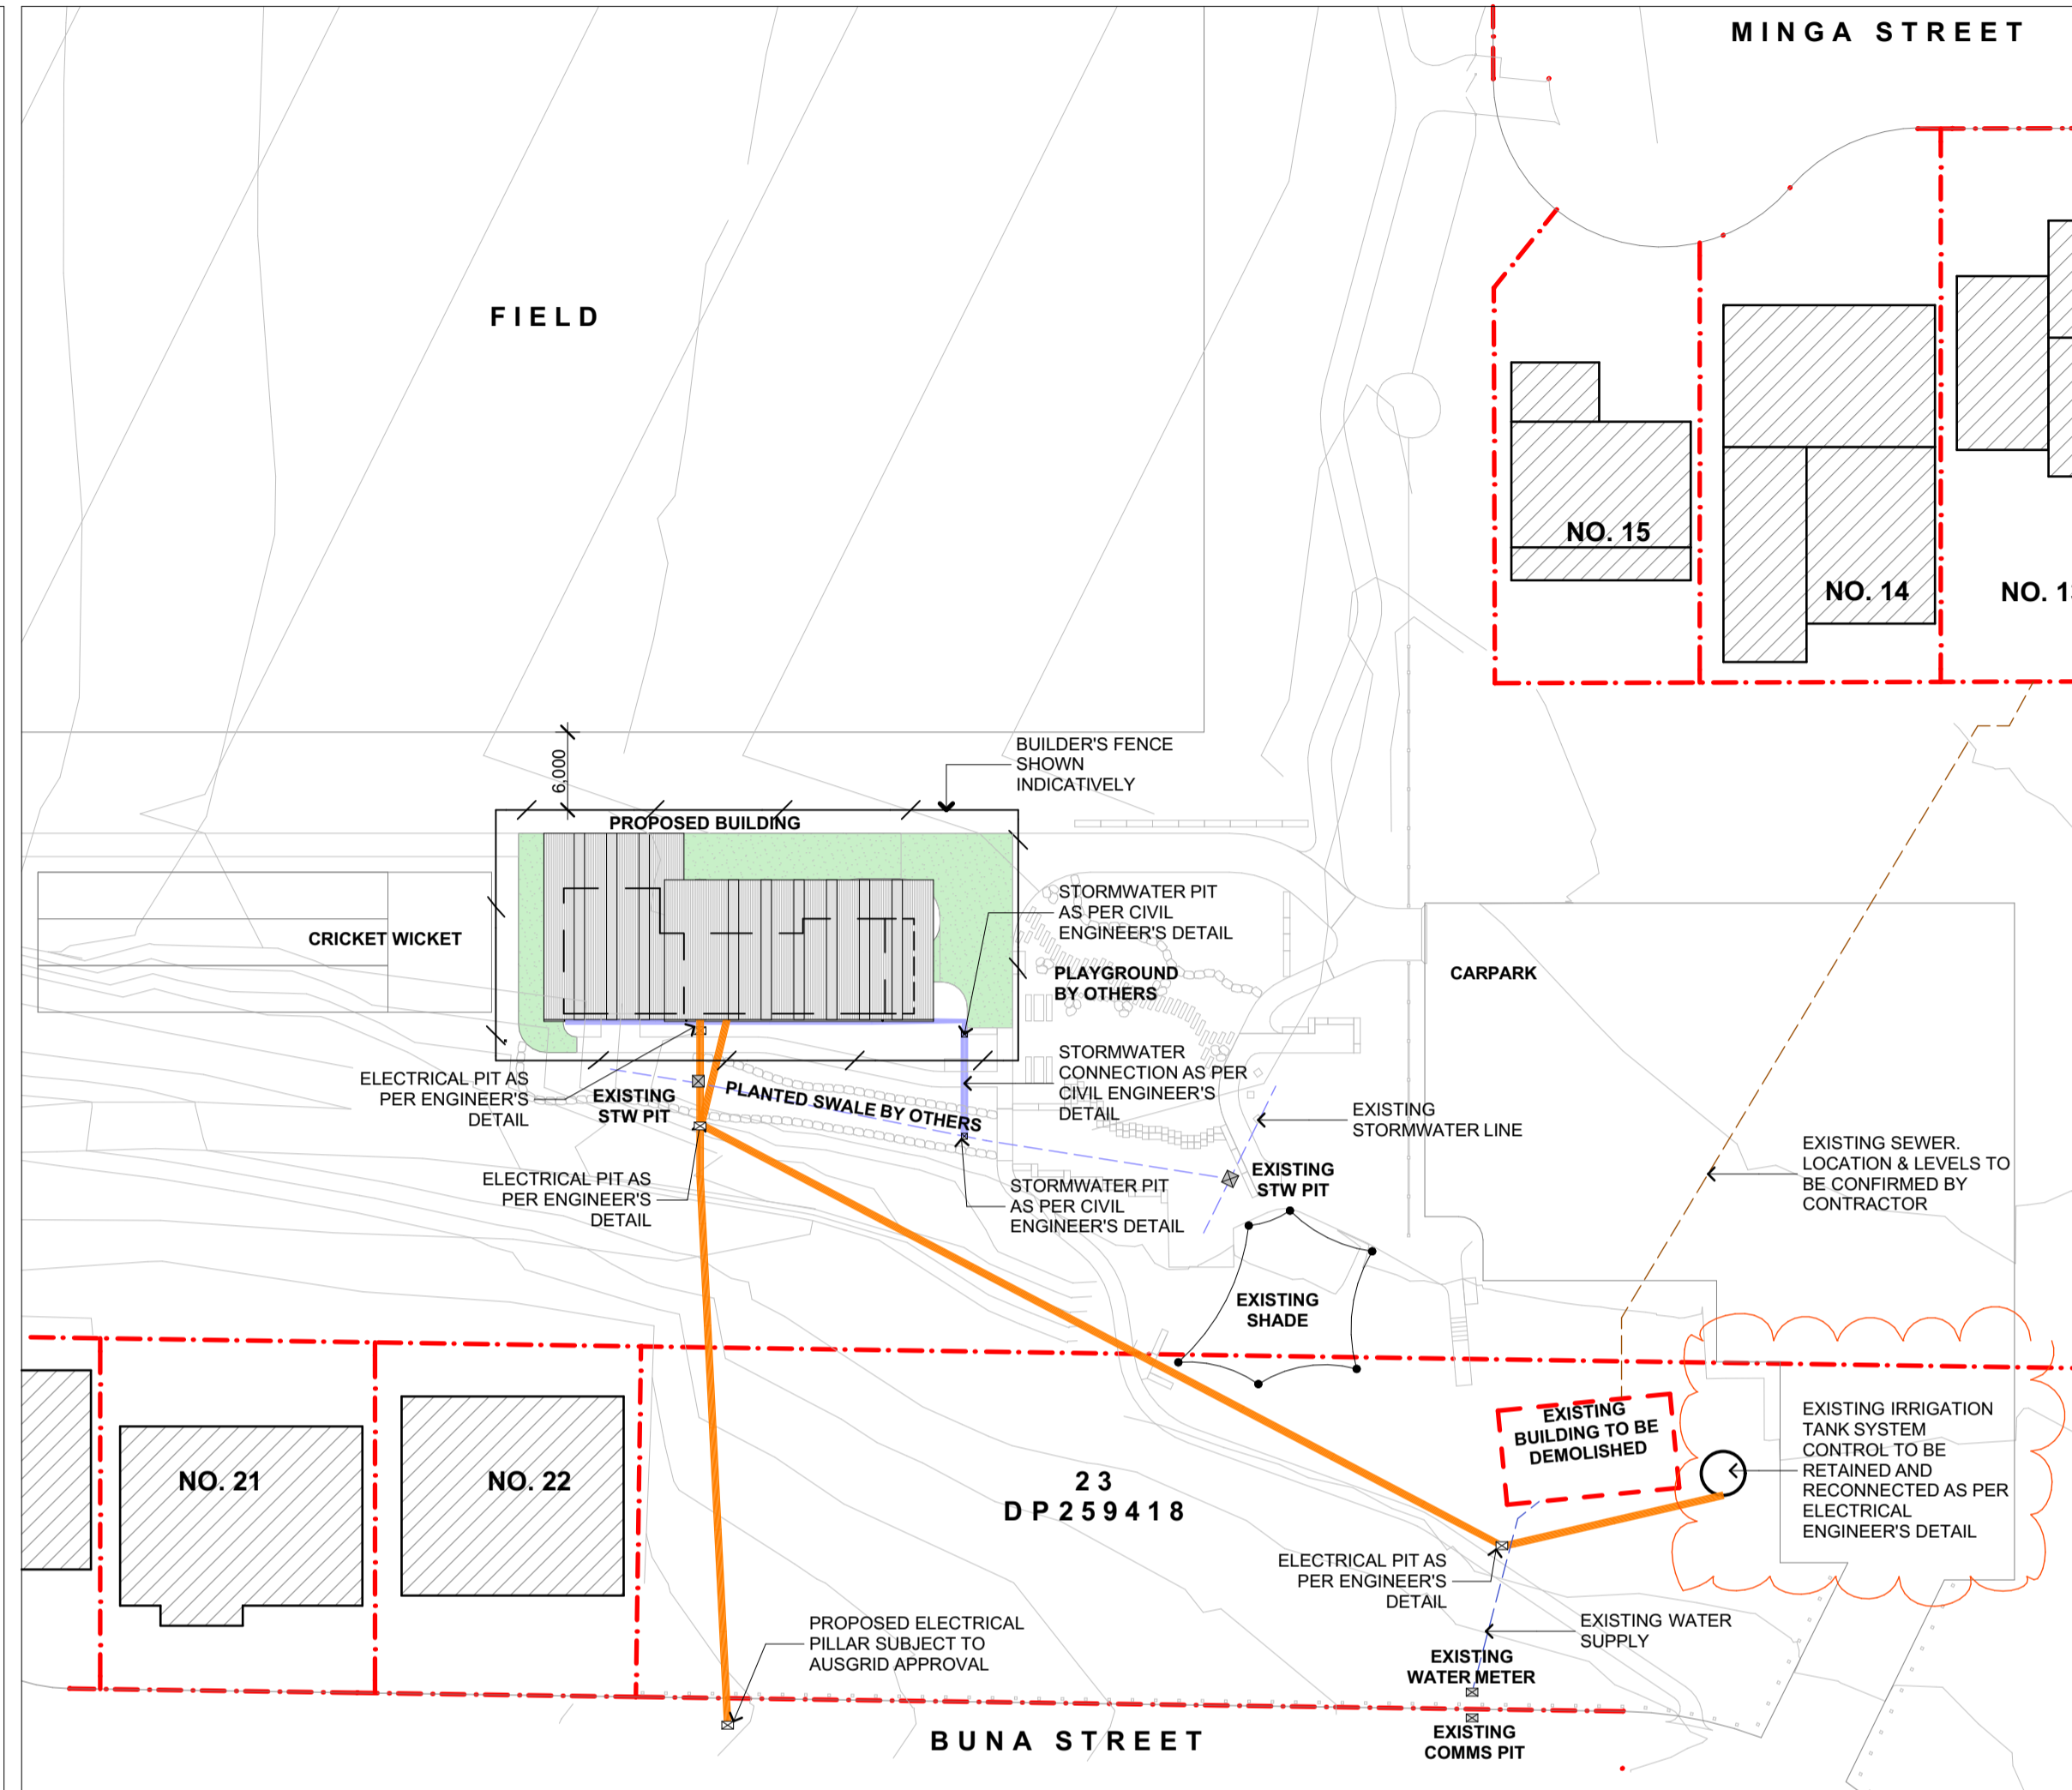 MINGA STREET
FIELD
NO. 15
NO. 14
6,000
BUILDER'S FENCE
SHOWN
INDICATIVELY
PROPOSED BUILDING
CRICKET WICKET
STORMWATER PIT
AS PER CIVIL
ENGINEER'S DETAIL
PLAYGROUND
BY OTHERS
CARPARK
STORMWATER
CONNECTION AS PER
CIVIL ENGINEER'S
DETAIL
ELECTRICAL PIT AS
PER ENGINEER'S
DETAIL
EXISTING
STW PIT
PLANTED SWALE BY OTHERS
EXISTING
STORMWATER LINE
EXISTING SEWER.
LOCATION & LEVELS TO
BE CONFIRMED BY
CONTRACTOR
ELECTRICAL PIT AS
PER ENGINEER'S
DETAIL
STORMWATER PIT
AS PER CIVIL
ENGINEER'S DETAIL
EXISTING
STW PIT
EXISTING
SHADE
EXISTING
BUILDING TO BE
DEMOLISHED
EXISTING IRRIGATION
TANK SYSTEM
CONTROL TO BE
RETAINED AND
RECONNECTED AS PER
ELECTRICAL
ENGINEER'S DETAIL
NO. 21
NO. 22
23
DP259418
ELECTRICAL PIT AS
PER ENGINEER'S
DETAIL
PROPOSED ELECTRICAL
PILLAR SUBJECT TO
AUSGRID APPROVAL
EXISTING WATER
SUPPLY
EXISTING
WATER METER
BUNA STREET
EXISTING
COMMS PIT